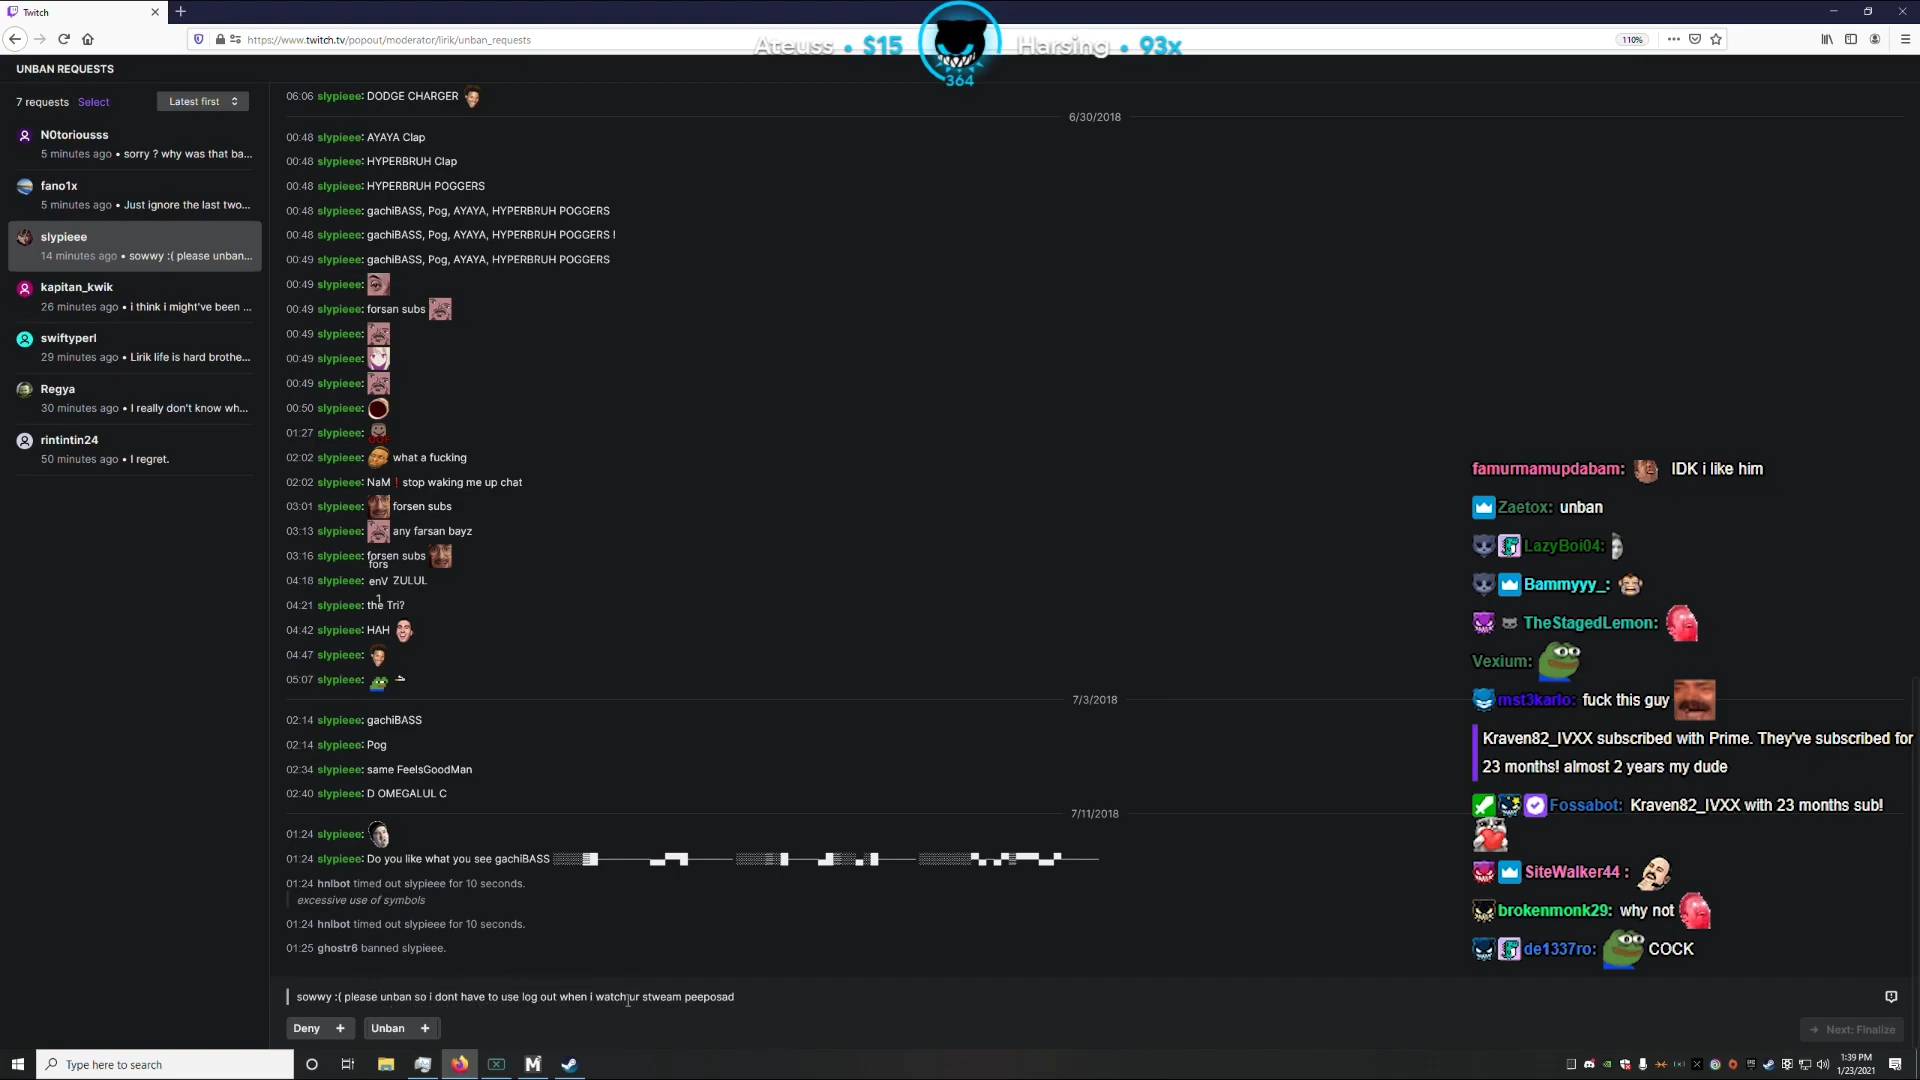 Twitch
https://www.twitch.tv/popout/moderator/lirik/unban_requests
110%
Ateuss • $15
364
Harsing • 93x
UNBAN REQUESTS
7 requests Select
Latest first
N0toriousss
5 minutes ago • sorry ? why was that ba...
fano1x
5 minutes ago • Just ignore the last two...
slypieee
14 minutes ago • sowwy :( please unban...
kapitan_kwik
26 minutes ago • i think i might've been ...
swiftyperl
29 minutes ago • Lirik life is hard brothe...
Regya
30 minutes ago • I really don't know wh...
rintintin24
50 minutes ago • I regret.
06:06 slypieee: DODGE CHARGER
6/30/2018
00:48 slypieee: AYAYA Clap
00:48 slypieee: HYPERBRUH Clap
00:48 slypieee: HYPERBRUH POGGERS
00:48 slypieee: gachiBASS, Pog, AYAYA, HYPERBRUH POGGERS
00:48 slypieee: gachiBASS, Pog, AYAYA, HYPERBRUH POGGERS !
00:49 slypieee: gachiBASS, Pog, AYAYA, HYPERBRUH POGGERS
00:49 slypieee:
00:49 slypieee: forsan subs
00:49 slypieee:
00:49 slypieee:
00:49 slypieee:
00:50 slypieee:
01:27 slypieee: OOF
02:02 slypieee: what a fucking
02:02 slypieee: NaM ❗ stop waking me up chat
03:01 slypieee: forsen subs
03:13 slypieee: any farsan bayz
03:16 slypieee: forsen subs
04:18 slypieee: forsenV ZULUL
04:21 slypieee: the 1 Tri?
04:42 slypieee: HAH
04:47 slypieee:
05:07 slypieee:
7/3/2018
02:14 slypieee: gachiBASS
02:14 slypieee: Pog
02:34 slypieee: same FeelsGoodMan
02:40 slypieee: D OMEGALUL C
7/11/2018
01:24 slypieee:
01:24 slypieee: Do you like what you see gachiBASS
01:24 hnlbot timed out slypieee for 10 seconds.
excessive use of symbols
01:24 hnlbot timed out slypieee for 10 seconds.
01:25 ghostr6 banned slypieee.
sowwy :( please unban so i dont have to use log out when i watch ur stweam peeposad
Deny +
Unban +
→ Next: Finalize
famurmamupdabam: IDK i like him
Zaetox: unban
LazyBoi04:
Bammyyy_:
TheStagedLemon:
Vexium:
mst3karlo: fuck this guy
Kraven82_IVXX subscribed with Prime. They've subscribed for
23 months! almost 2 years my dude
Fossabot: Kraven82_IVXX with 23 months sub!
SiteWalker44 :
brokenmonk29: why not
de1337ro: COCK
Type here to search
1:39 PM
1/23/2021